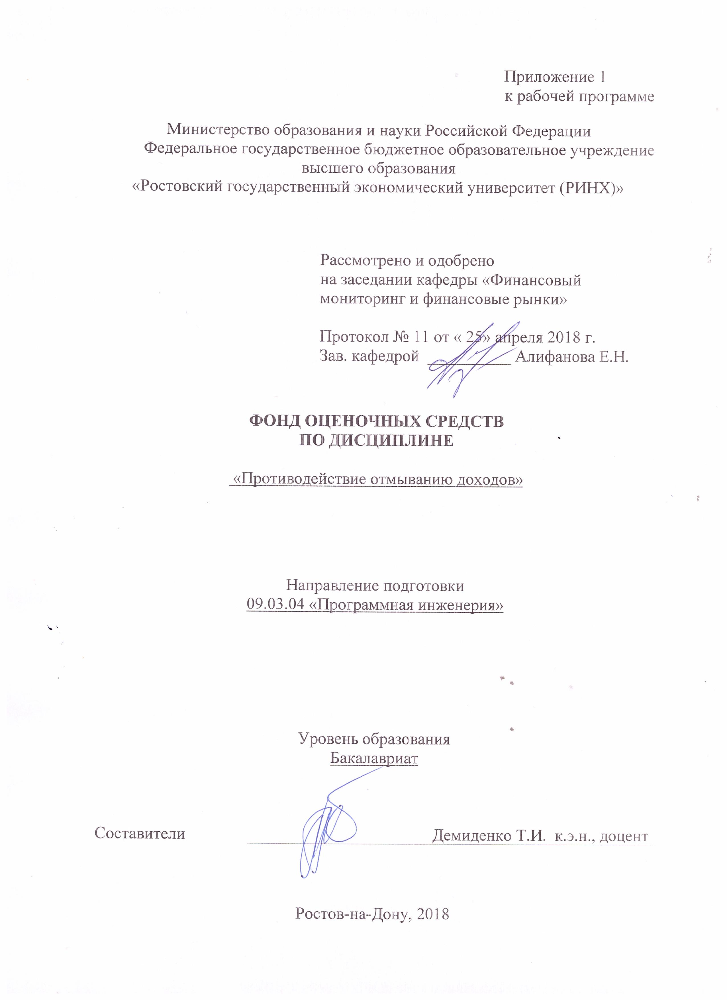 Приложение 1
к рабочей программе
Министерство образования и науки Российской Федерации
Федеральное государственное бюджетное образовательное учреждение
высшего образования
«Ростовский государственный экономический университет (РИНХ)»
Рассмотрено и одобрено
на заседании кафедры «Финансовый
мониторинг и финансовые рынки»
Протокол № 11 от « 25» апреля 2018 г.
Зав. кафедрой __________ Алифанова Е.Н.
ФОНД ОЦЕНОЧНЫХ СРЕДСТВ
ПО ДИСЦИПЛИНЕ
«Противодействие отмыванию доходов»
Направление подготовки
09.03.04 «Программная инженерия»
Уровень образования
Бакалавриат
Составители Демиденко Т.И. к.э.н., доцент
Ростов-на-Дону, 2018